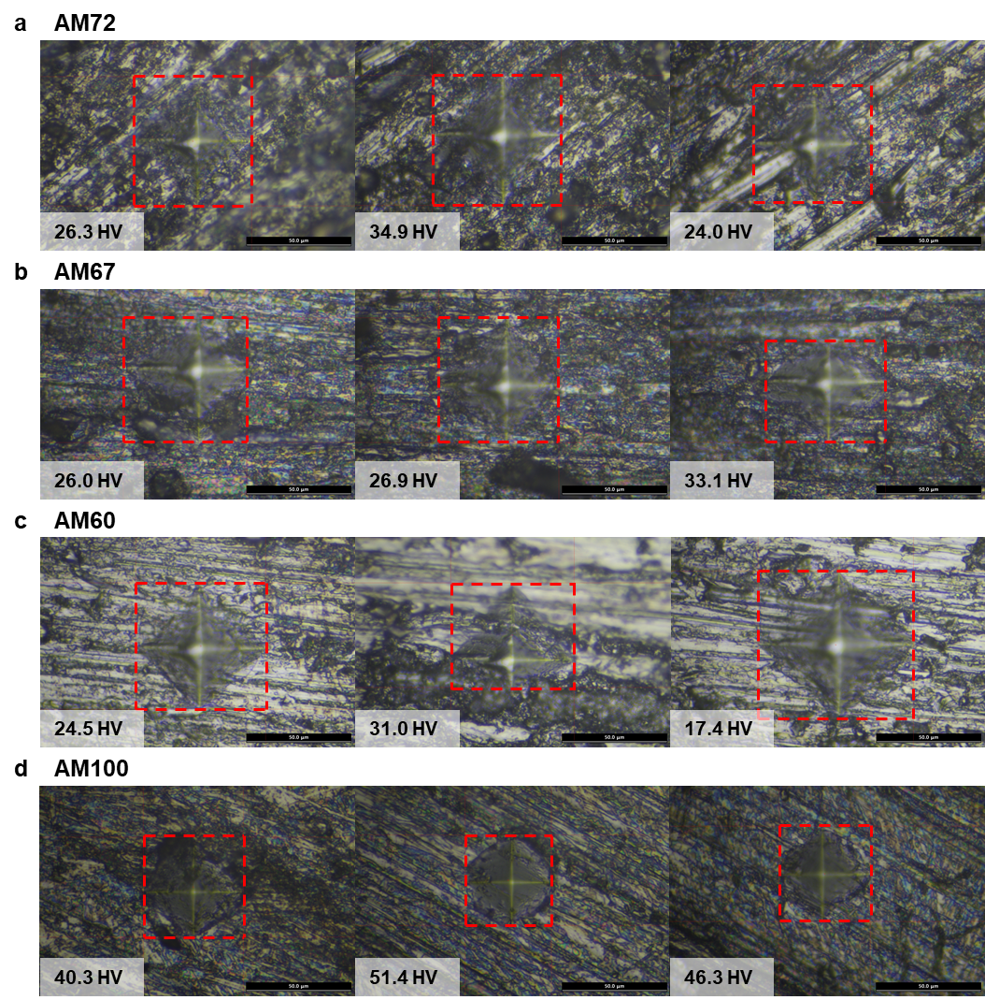 a AM72
26.3 HV
50.0 µm
34.9 HV
50.0 µm
24.0 HV
50.0 µm
b AM67
26.0 HV
50.0 µm
26.9 HV
50.0 µm
33.1 HV
50.0 µm
c AM60
24.5 HV
50.0 µm
31.0 HV
50.0 µm
17.4 HV
50.0 µm
d AM100
40.3 HV
50.0 µm
51.4 HV
50.0 µm
46.3 HV
50.0 µm